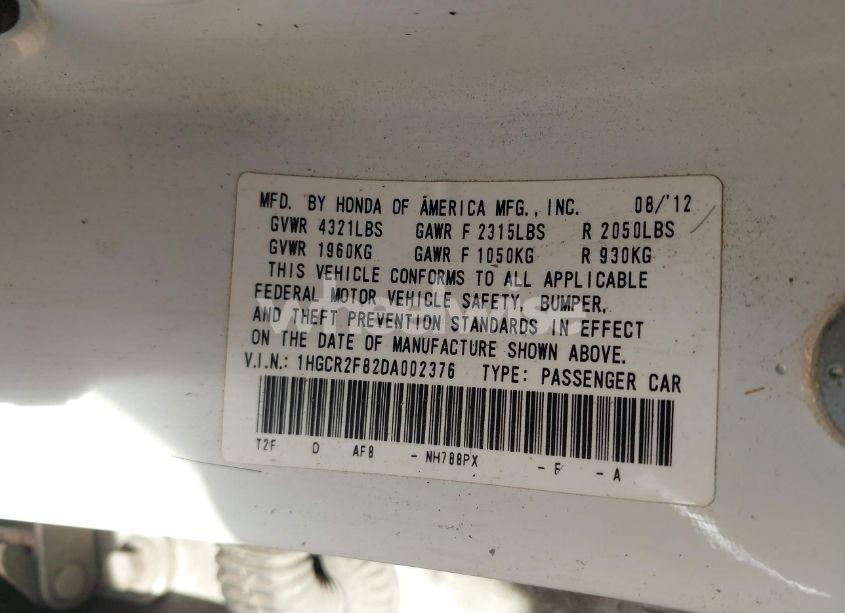 MFD. BY HONDA OF AMERICA MFG., INC. 08/'12
GVWR 4321LBS GAWR F 2315LBS R 2050LBS
GVWR 1960KG GAWR F 1050KG R 930KG
THIS VEHICLE CONFORMS TO ALL APPLICABLE
FEDERAL MOTOR VEHICLE SAFETY, BUMPER,
AND THEFT PREVENTION STANDARDS IN EFFECT
ON THE DATE OF MANUFACTURE SHOWN ABOVE.
V.I.N.: 1HGCR2F82DA002376 TYPE: PASSENGER CAR
T2F D AF8 - NH788PX - - A